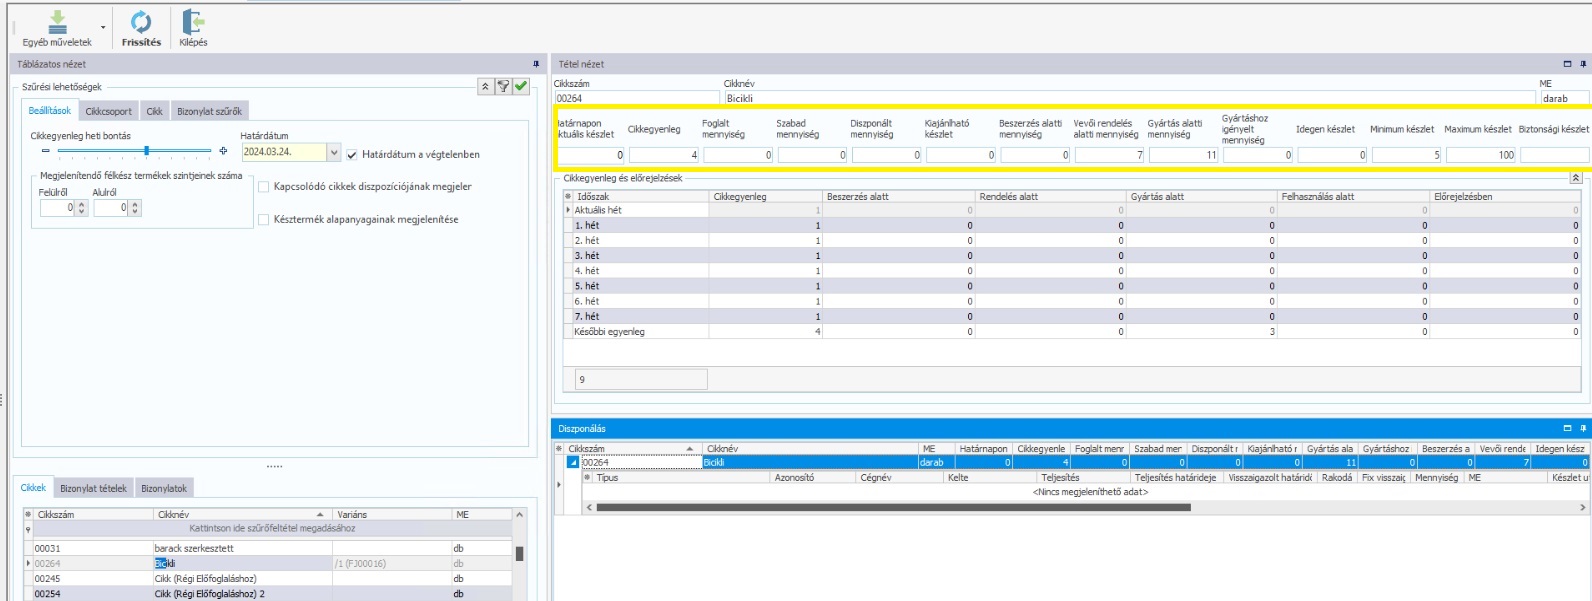 Egyéb műveletek
Frissítés
Kilépés
Táblázatos nézet
Szűrési lehetőségek
Beállítások Cikkcsoport Cikk Bizonylat szűrők
Cikkegyenleg heti bontás
Határdátum
2024.03.24.
Határdátum a végtelenben
Megjelenítendő félkész termékek szintjeinek száma
Felülről Alulról
0 0
Kapcsolódó cikkek diszpozíciójának megjeler
Késztermék alapanyagainak megjelenítése
Cikkek Bizonylat tételek Bizonylatok
Cikkszám Cikknév Variáns ME
Kattintson ide szűrőfeltétel megadásához
00031 barack szerkesztett db
00264 Bicikli /1 (FJ00016) db
00245 Cikk (Régi Előfoglaláshoz) db
00254 Cikk (Régi Előfoglaláshoz) 2 db
Tétel nézet
Cikkszám Cikknév ME
00264 Bicikli darab
Határnapon Foglalt Szabad Diszponált Kiajánlható Beszerzés alatti Vevői rendelés Gyártás alatti Gyártáshoz
aktuális készlet Cikkegyenleg mennyiség mennyiség mennyiség készlet mennyiség alatti mennyiség mennyiség igényelt mennyiség Idegen készlet Minimum készlet Maximum készlet Biztonsági készlet
0 4 0 0 0 0 0 7 11 0 0 5 100
Cikkegyenleg és előrejelzések
Időszak Cikkegyenleg Beszerzés alatt Rendelés alatt Gyártás alatt Felhasználás alatt Előrejelzésben
Aktuális hét 1 0 0 0 0 0
1. hét 1 0 0 0 0 0
2. hét 1 0 0 0 0 0
3. hét 1 0 0 0 0 0
4. hét 1 0 0 0 0 0
5. hét 1 0 0 0 0 0
6. hét 1 0 0 0 0 0
7. hét 1 0 0 0 0 0
Későbbi egyenleg 4 0 0 3 0 0
9
Diszponálás
Cikkszám Cikknév ME Határnapon Cikkegyenle Foglalt menr Szabad mer Diszponált r Kiajánlható r Gyártás ala Gyártáshoz Beszerzés a Vevői rende Idegen kész
00264 Bicikli darab 0 4 0 0 0 0 11 0 0 7 0
Típus Azonosító Cégnév Kelte Teljesítés Teljesítés határideje Visszaigazolt határidő Rakodá Fix visszaig Mennyiség ME Készlet ut
<Nincs megjeleníthető adat>